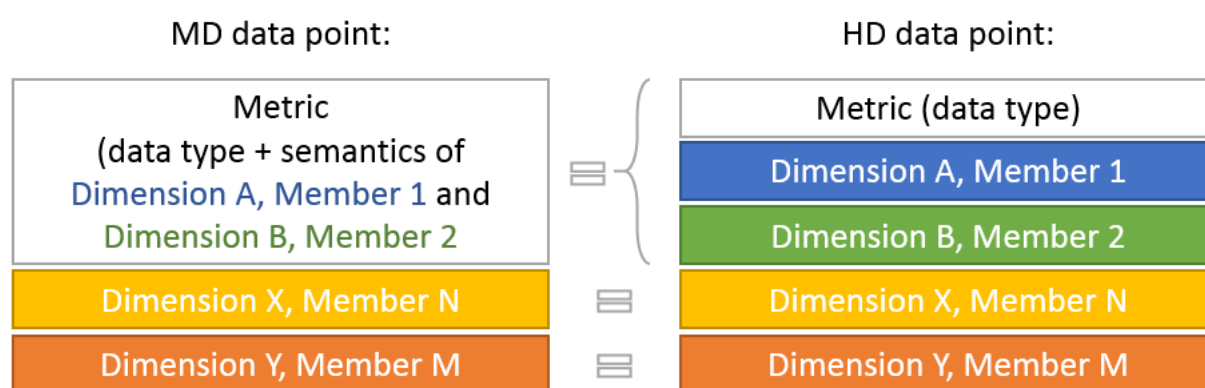 MD data point:
HD data point:
Metric
(data type + semantics of
Dimension A, Member 1 and
Dimension B, Member 2
Dimension X, Member N
Dimension Y, Member M
Metric (data type)
Dimension A, Member 1
Dimension B, Member 2
Dimension X, Member N
Dimension Y, Member M